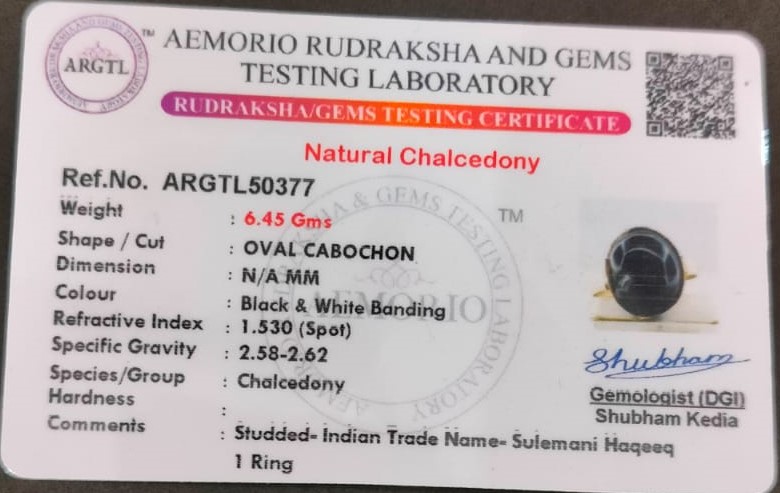 ARGTL
TM
AEMORIO RUDRAKSHA AND GEMS
TESTING LABORATORY
RUDRAKSHA/GEMS TESTING CERTIFICATE
Natural Chalcedony
Ref.No. ARGTL50377
TM
Weight : 6.45 Gms
Shape / Cut : OVAL CABOCHON
Dimension : N/A MM
Colour : Black & White Banding
Refractive Index : 1.530 (Spot)
Specific Gravity : 2.58-2.62
Species/Group : Chalcedony
Hardness :
Comments : Studded- Indian Trade Name- Sulemani Haqeeq
1 Ring
AEMORIO
Shubham
Gemologist (DGI)
Shubham Kedia